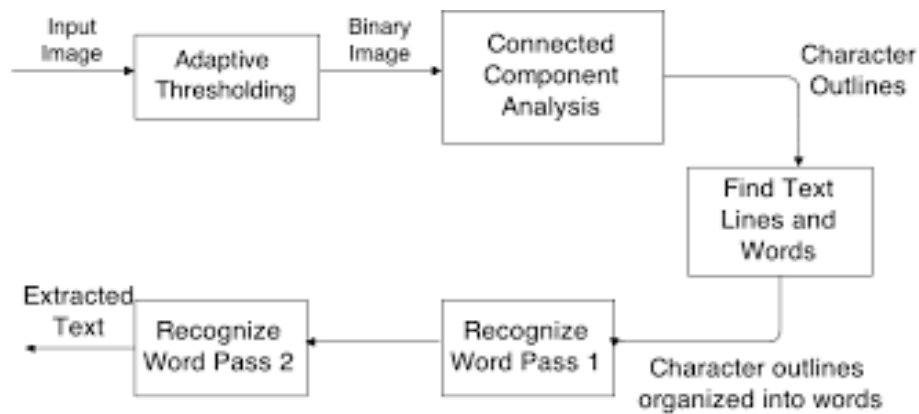 Input
Image
Adaptive
Thresholding
Binary
Image
Connected
Component
Analysis
Character
Outlines
Find Text
Lines and
Words
Character outlines
organized into words
Recognize
Word Pass 1
Recognize
Word Pass 2
Extracted
Text